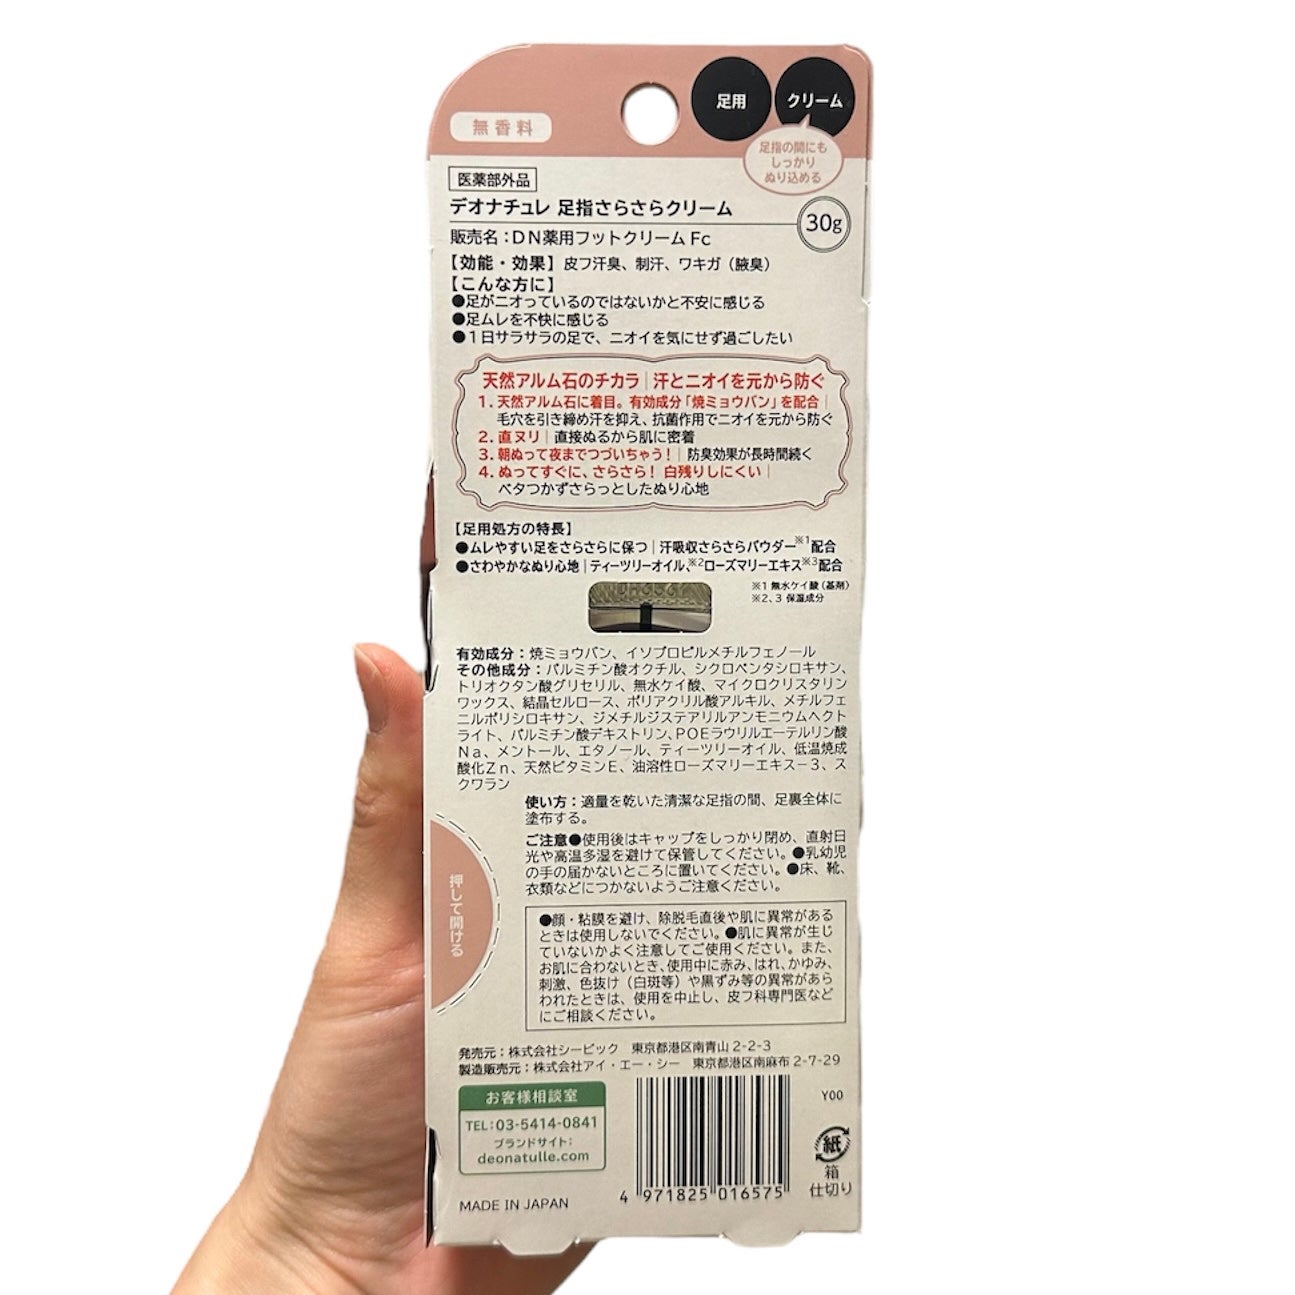 足用
クリーム
無香料
足指の間にも
しっかり
ぬり込める
医薬部外品
デオナチュレ 足指さらさらクリーム
30g
販売名：DN薬用フットクリーム Fc
【効能・効果】皮フ汗臭、制汗、ワキガ（腋臭）
【こんな方に】
●足がニオっているのではないかと不安に感じる
●足ムレを不快に感じる
●1日サラサラの足で、ニオイを気にせず過ごしたい
天然アルム石のチカラ｜汗とニオイを元から防ぐ
1. 天然アルム石に着目。有効成分「焼ミョウバン」を配合｜
毛穴を引き締め汗を抑え、抗菌作用でニオイを元から防ぐ
2. 直ヌリ｜直接ぬるから肌に密着
3. 朝ぬって夜までつづいちゃう！｜防臭効果が長時間続く
4. ぬってすぐに、さらさら！ 白残りしにくい｜
ベタつかずさらっとしたぬり心地
【足用処方の特長】
●ムレやすい足をさらさらに保つ｜汗吸収さらさらパウダー※1配合
●さわやかなぬり心地｜ティーツリーオイル、※2ローズマリーエキス※3配合
※1 無水ケイ酸（基剤）
※2、3 保湿成分
有効成分：焼ミョウバン、イソプロピルメチルフェノール
その他成分：パルミチン酸オクチル、シクロペンタシロキサン、
トリオクタン酸グリセリル、無水ケイ酸、マイクロクリスタリン
ワックス、結晶セルロース、ポリアクリル酸アルキル、メチルフェ
ニルポリシロキサン、ジメチルジステアリルアンモニウムヘクト
ライト、パルミチン酸デキストリン、POEラウリルエーテルリン酸
Na、メントール、エタノール、ティーツリーオイル、低温焼成
酸化Zn、天然ビタミンE、油溶性ローズマリーエキス－3、ス
クワラン
使い方：適量を乾いた清潔な足指の間、足裏全体に
塗布する。
ご注意●使用後はキャップをしっかり閉め、直射日
光や高温多湿を避けて保管してください。●乳幼児
の手の届かないところに置いてください。●床、靴、
衣類などにつかないようご注意ください。
●顔・粘膜を避け、除脱毛直後や肌に異常がある
ときは使用しないでください。●肌に異常が生じ
ていないかよく注意してご使用ください。また、
お肌に合わないとき、使用中に赤み、はれ、かゆみ、
刺激、色抜け（白斑等）や黒ずみ等の異常があら
われたときは、使用を中止し、皮フ科専門医など
にご相談ください。
押して開ける
発売元：株式会社シービック 東京都港区南青山 2-2-3
製造販売元：株式会社アイ・エー・シー 東京都港区南麻布 2-7-29
お客様相談室
TEL：03-5414-0841
ブランドサイト：
deonatulle.com
MADE IN JAPAN
4 971825 016575
Y00
紙
箱
仕切り